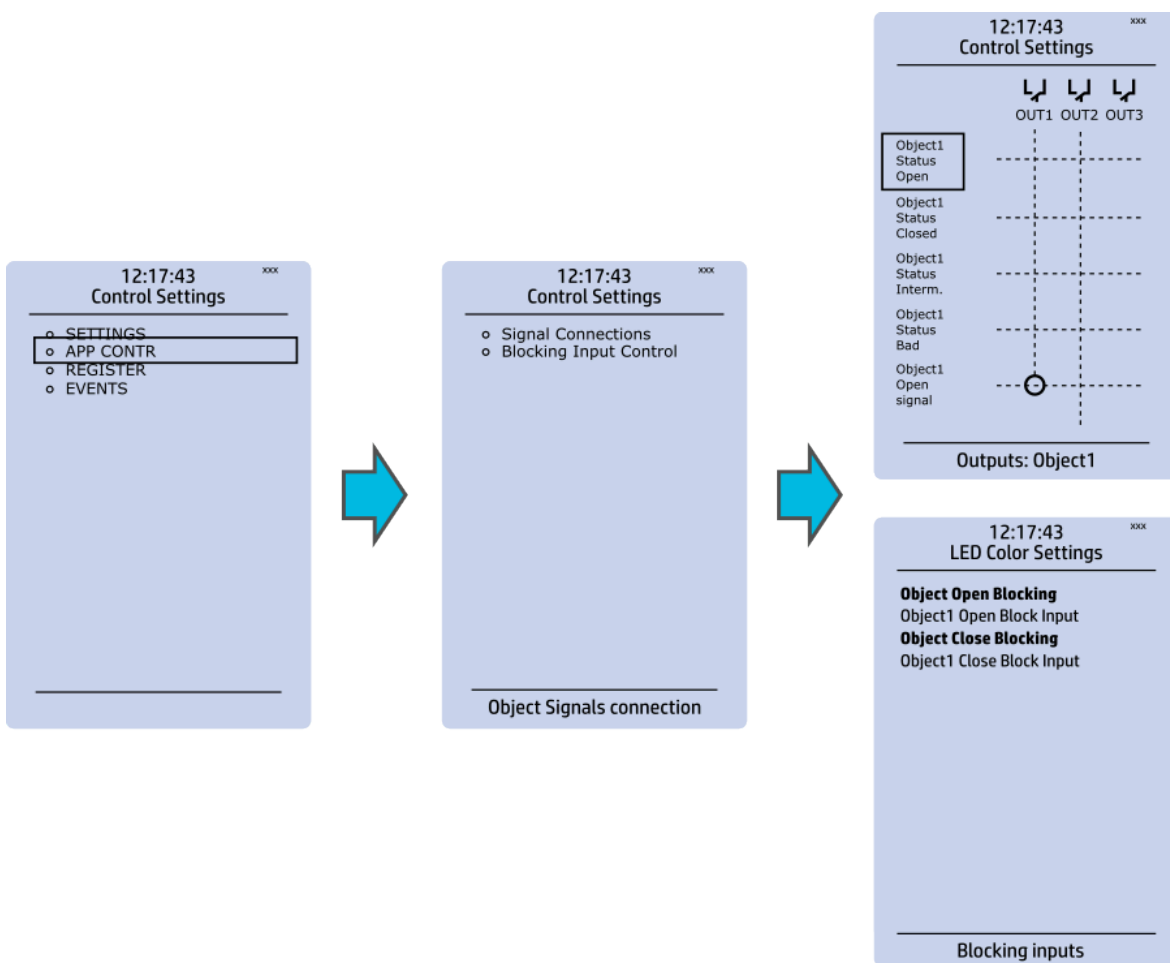 12:17:43 xxx
Control Settings
SETTINGS
APP CONTR
REGISTER
EVENTS
12:17:43 xxx
Control Settings
Signal Connections
Blocking Input Control
Object Signals connection
12:17:43 xxx
Control Settings
OUT1 OUT2 OUT3
Object1
Status
Open
Object1
Status
Closed
Object1
Status
Interm.
Object1
Status
Bad
Object1
Open
signal
Outputs: Object1
12:17:43 xxx
LED Color Settings
Object Open Blocking
Object1 Open Block Input
Object Close Blocking
Object1 Close Block Input
Blocking inputs